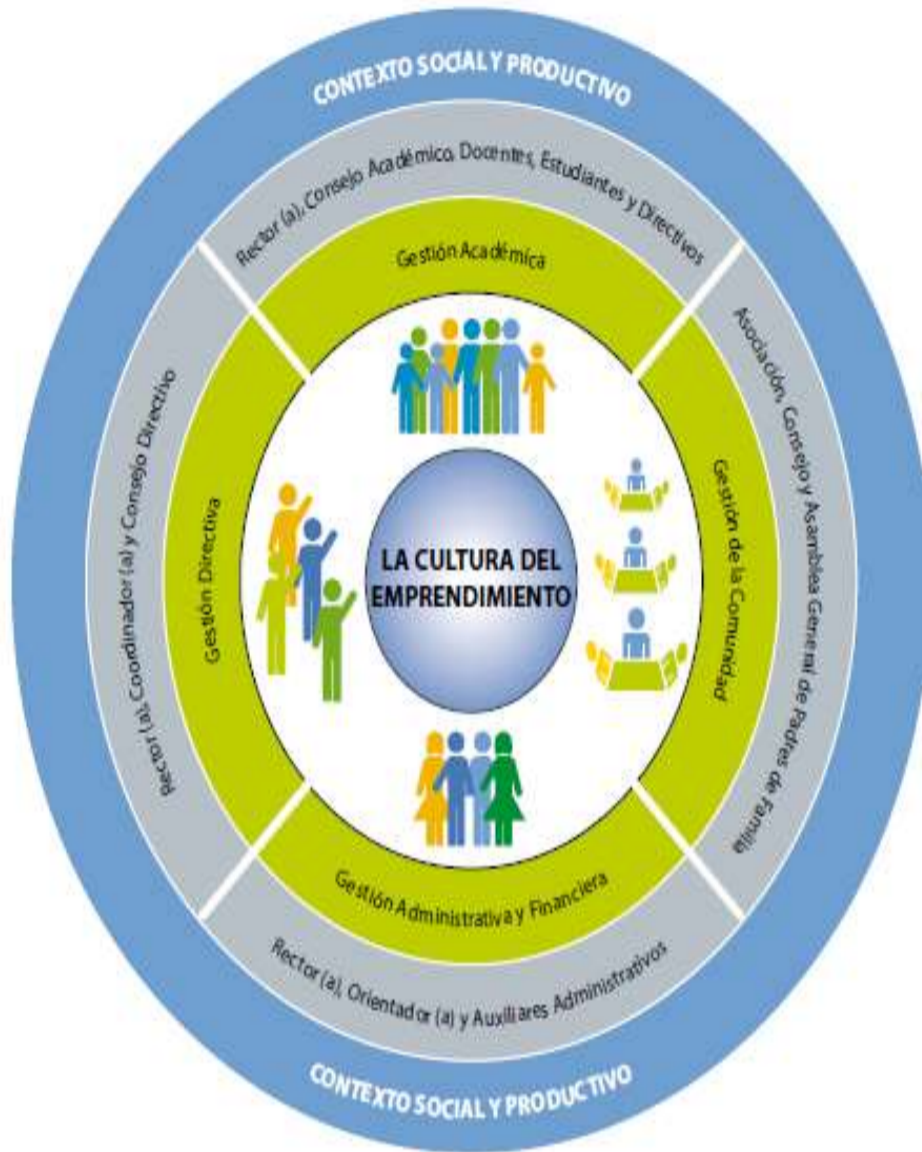 CONTEXTO SOCIAL Y PRODUCTIVO
Rector (a), Consejo Académico, Docentes, Estudiantes y Directivos
Gestión Académica
Rector (a), Coordinador (a) y Consejo Directivo
Gestión Directiva
LA CULTURA DEL
EMPRENDIMIENTO
Gestión de la Comunidad
Asociación, Consejo y Asamblea General de Padres de Familia
Gestión Administrativa y Financiera
Rector (a), Orientador (a) y Auxiliares Administrativos
CONTEXTO SOCIAL Y PRODUCTIVO